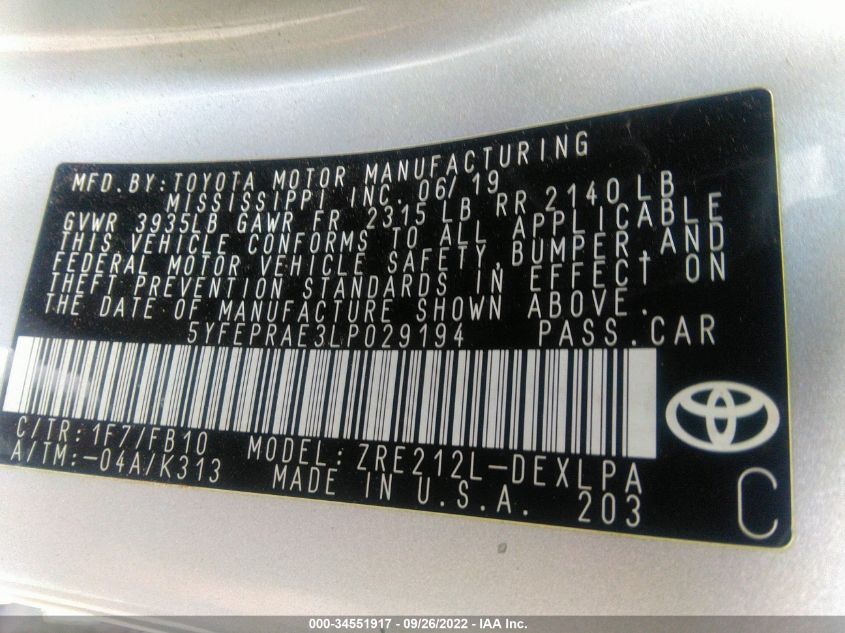 MFD.BY:TOYOTA MOTOR MANUFACTURING
MISSISSIPPI INC. 06/19
GVWR 3935LB GAWR FR 2315 LB RR 2140 LB
THIS VEHICLE CONFORMS TO ALL APPLICABLE
FEDERAL MOTOR VEHICLE SAFETY,BUMPER,AND
THEFT PREVENTION STANDARDS IN EFFECT ON
THE DATE OF MANUFACTURE SHOWN ABOVE.
5YFEPRAE3LP029194 PASS.CAR
C/TR:1F7/FB10 MODEL:ZRE212L-DEXLPA
A/TM:-04A/K313 MADE IN U.S.A. 203
C
000-34551917 - 09/26/2022 - IAA Inc.